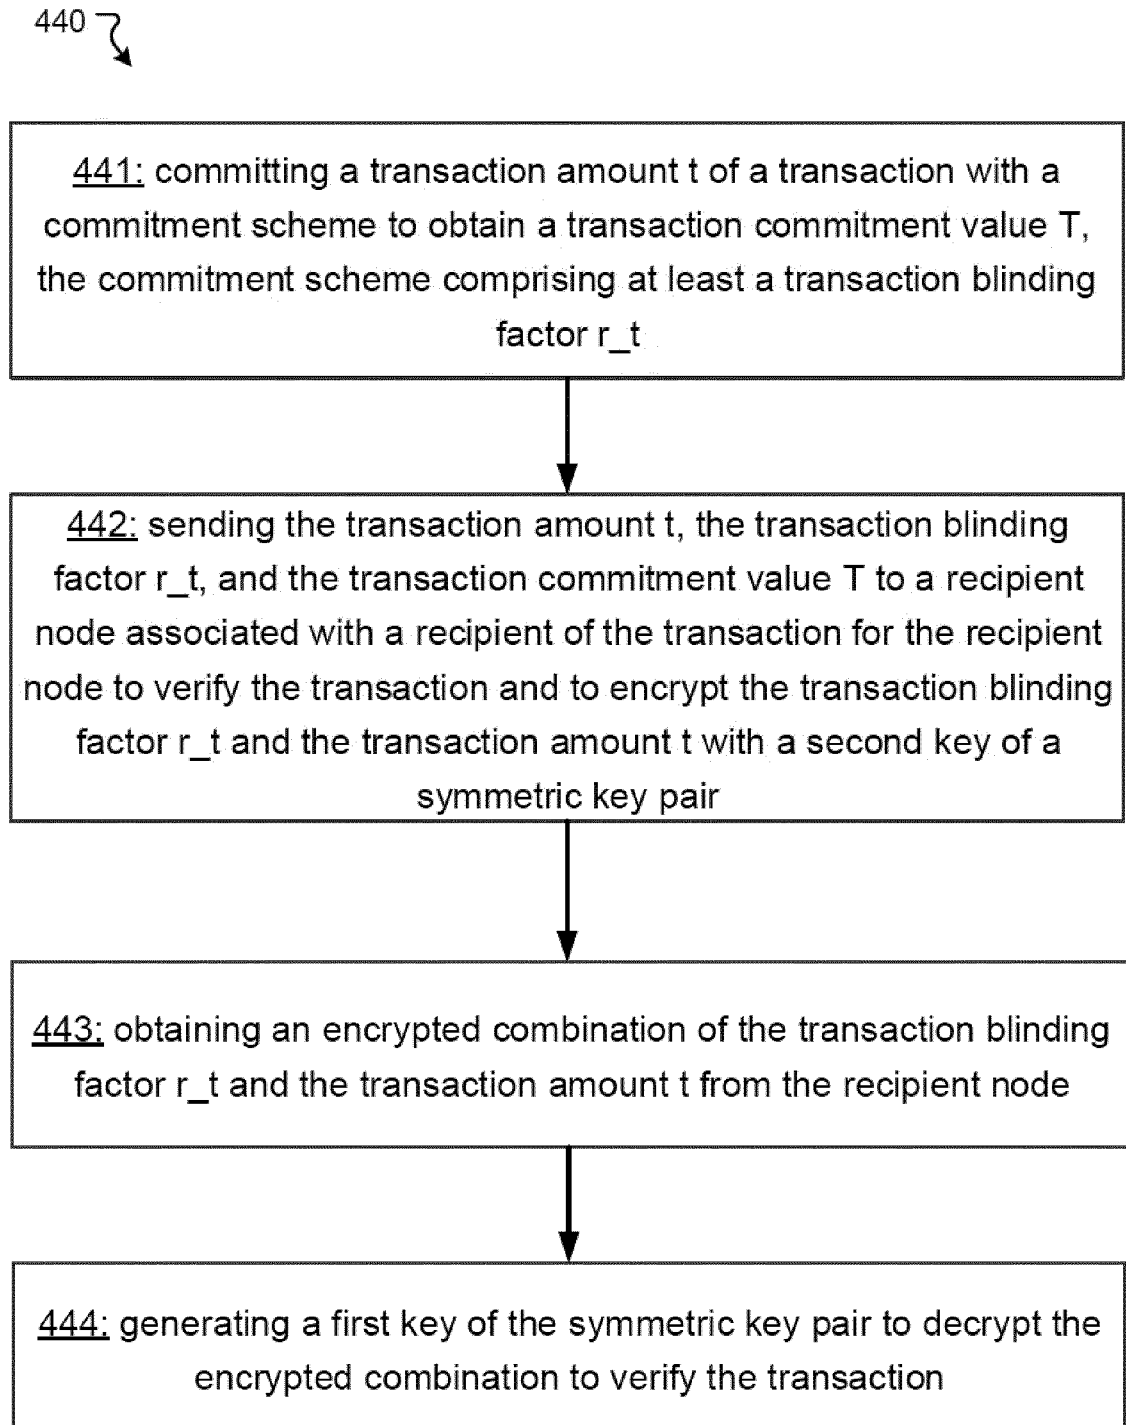 440
441: committing a transaction amount t of a transaction with a
commitment scheme to obtain a transaction commitment value T,
the commitment scheme comprising at least a transaction blinding
factor r_t
442: sending the transaction amount t, the transaction blinding
factor r_t, and the transaction commitment value T to a recipient
node associated with a recipient of the transaction for the recipient
node to verify the transaction and to encrypt the transaction blinding
factor r_t and the transaction amount t with a second key of a
symmetric key pair
443: obtaining an encrypted combination of the transaction blinding
factor r_t and the transaction amount t from the recipient node
444: generating a first key of the symmetric key pair to decrypt the
encrypted combination to verify the transaction